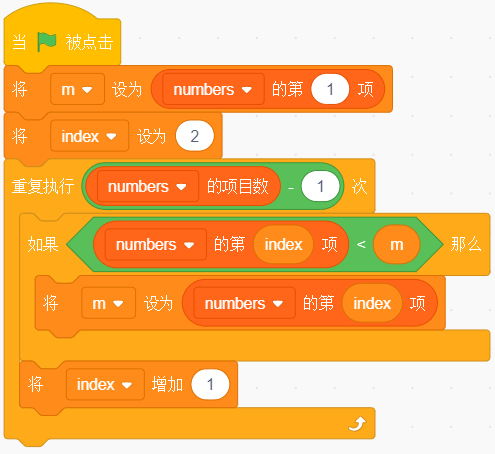 当 被点击
将 m 设为 numbers 的第 1 项
将 index 设为 2
重复执行 numbers 的项目数 - 1 次
如果 numbers 的第 index 项 < m 那么
将 m 设为 numbers 的第 index 项
将 index 增加 1